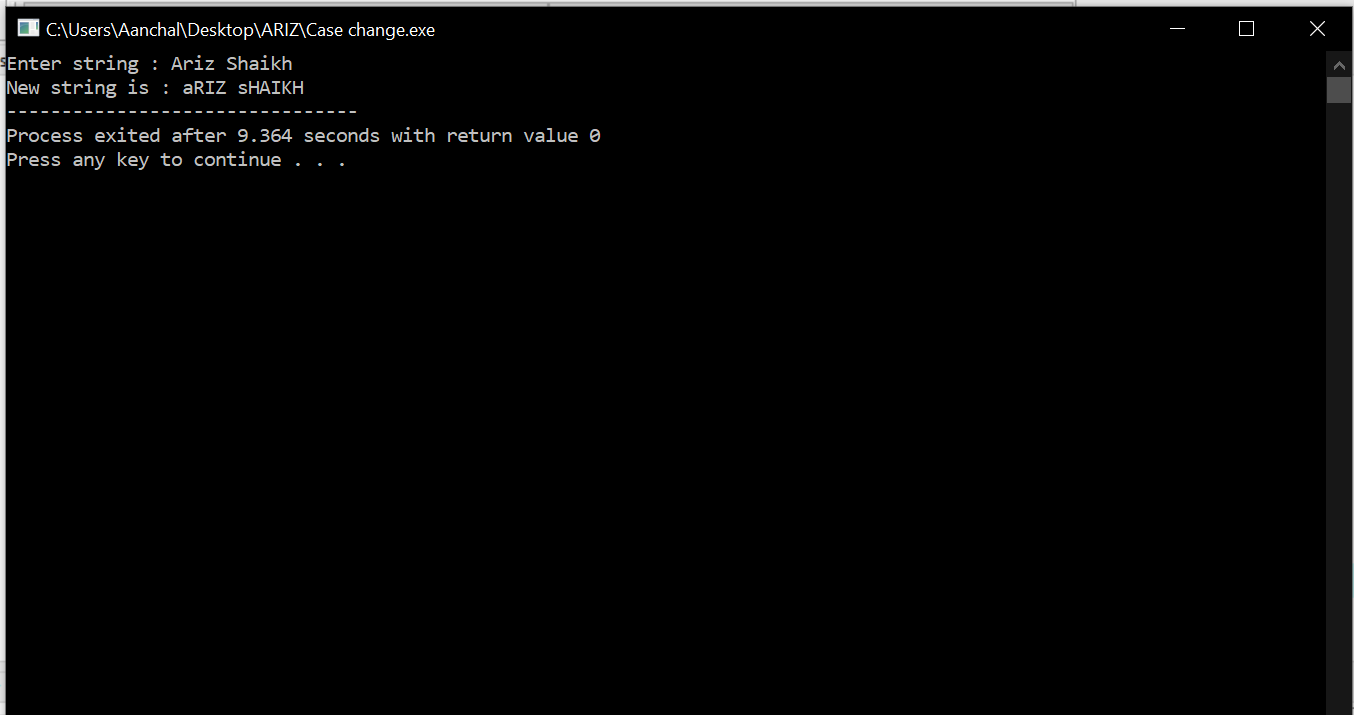 C:\Users\Aanchal\Desktop\ARIZ\Case change.exe
Enter string : Ariz Shaikh
New string is : aRIZ sHAIKH
--------------------------------
Process exited after 9.364 seconds with return value 0
Press any key to continue . . .